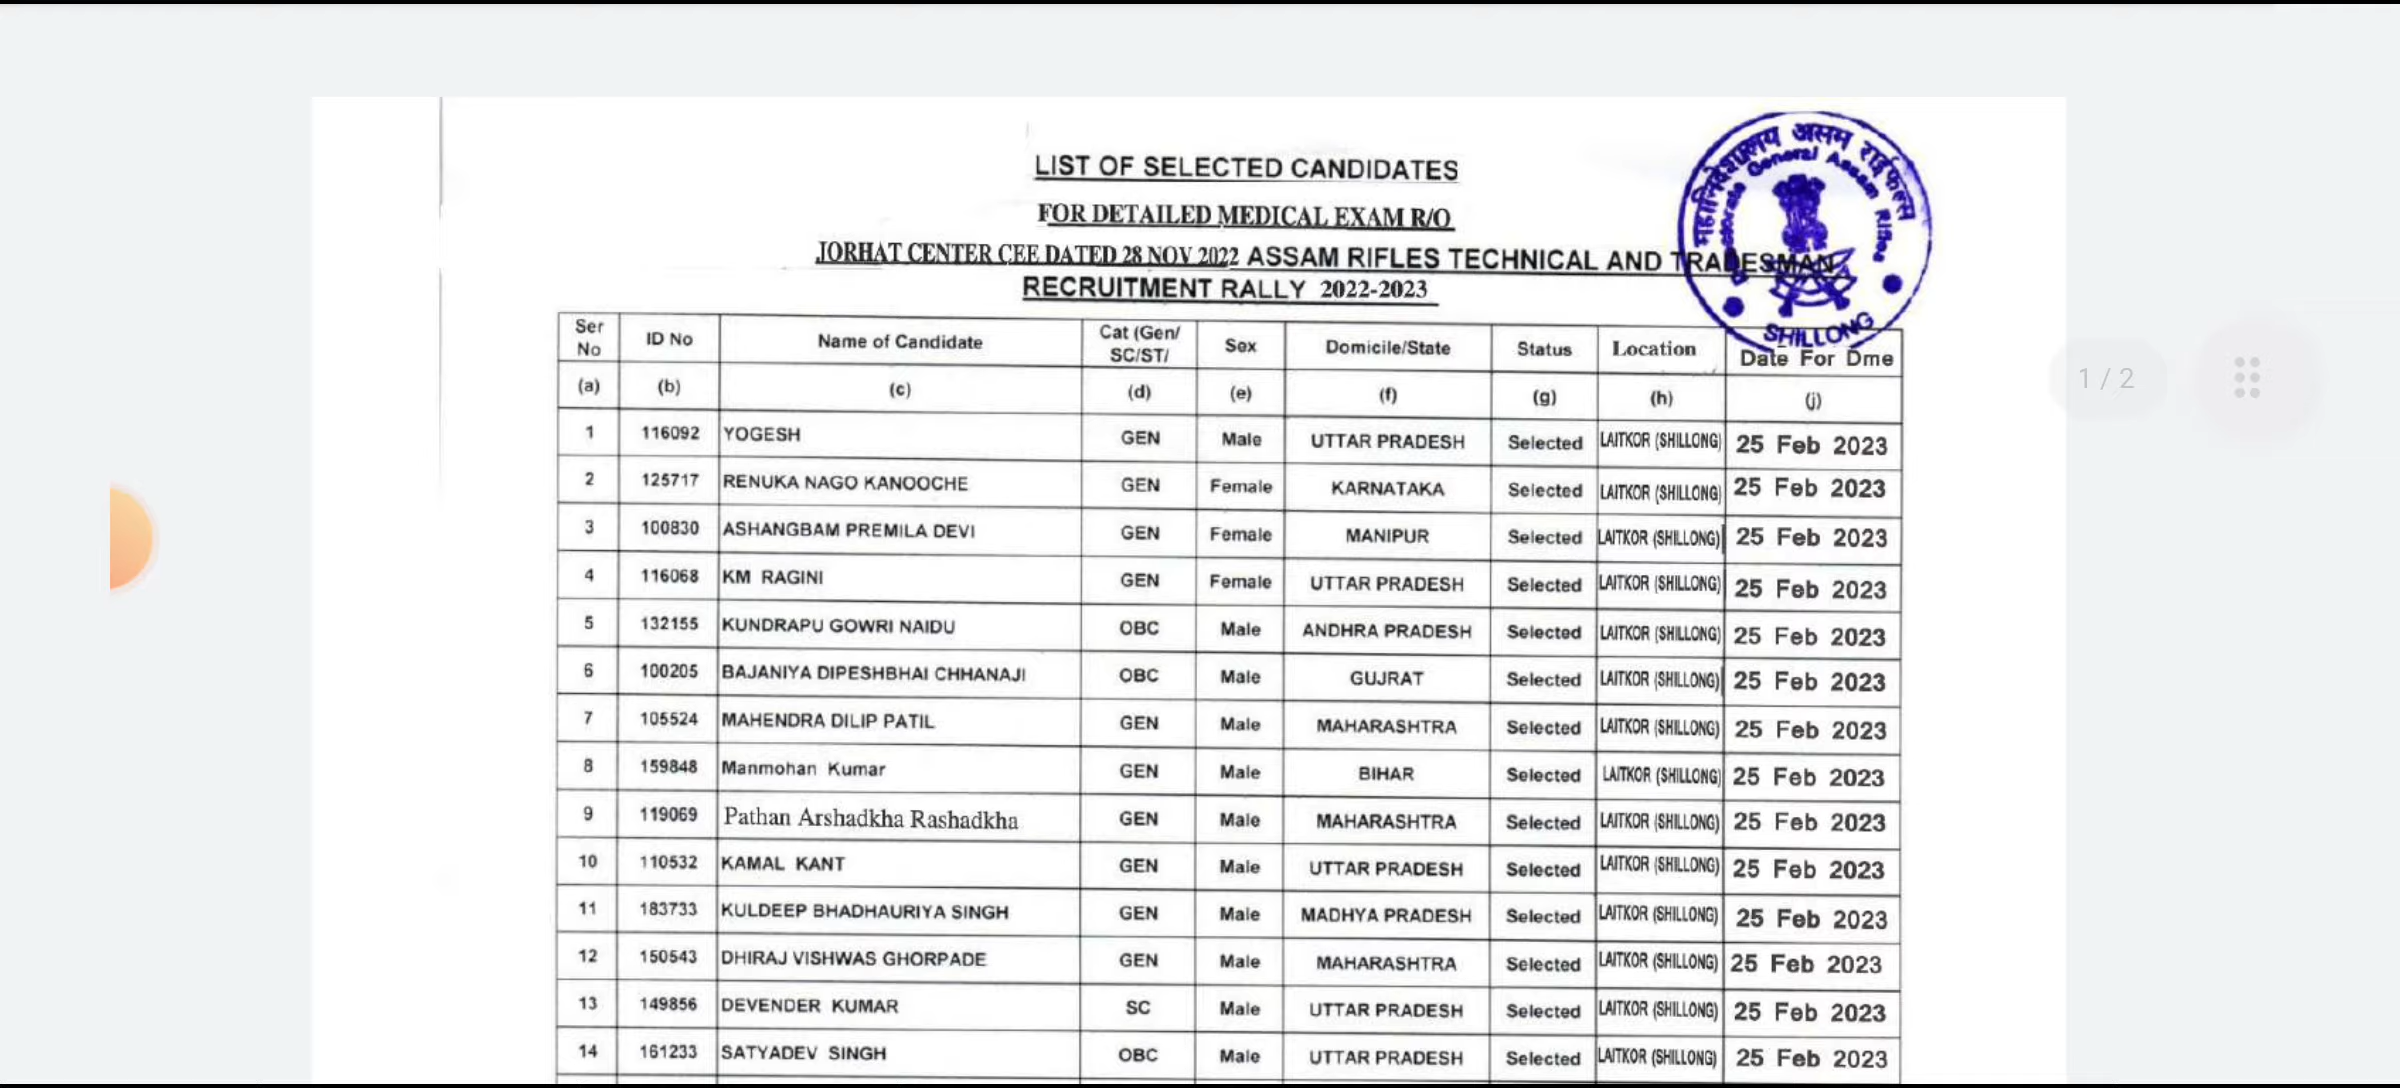 महानिदेशालय असम राईफल्स
Directorate General Assam Rifles
SHILLONG
LIST OF SELECTED CANDIDATES
FOR DETAILED MEDICAL EXAM R/O
JORHAT CENTER CEE DATED 28 NOV 2022 ASSAM RIFLES TECHNICAL AND TRADESMAN
RECRUITMENT RALLY 2022-2023
Ser No ID No Name of Candidate Cat (Gen/ SC/ST/ Sex Domicile/State Status Location Date For Dme
(a) (b) (c) (d) (e) (f) (g) (h) (j)
1 116092 YOGESH GEN Male UTTAR PRADESH Selected LAITKOR (SHILLONG) 25 Feb 2023
2 125717 RENUKA NAGO KANOOCHE GEN Female KARNATAKA Selected LAITKOR (SHILLONG) 25 Feb 2023
3 100830 ASHANGBAM PREMILA DEVI GEN Female MANIPUR Selected LAITKOR (SHILLONG) 25 Feb 2023
4 116068 KM RAGINI GEN Female UTTAR PRADESH Selected LAITKOR (SHILLONG) 25 Feb 2023
5 132155 KUNDRAPU GOWRI NAIDU OBC Male ANDHRA PRADESH Selected LAITKOR (SHILLONG) 25 Feb 2023
6 100205 BAJANIYA DIPESHBHAI CHHANAJI OBC Male GUJRAT Selected LAITKOR (SHILLONG) 25 Feb 2023
7 105524 MAHENDRA DILIP PATIL GEN Male MAHARASHTRA Selected LAITKOR (SHILLONG) 25 Feb 2023
8 159848 Manmohan Kumar GEN Male BIHAR Selected LAITKOR (SHILLONG) 25 Feb 2023
9 119069 Pathan Arshadkha Rashadkha GEN Male MAHARASHTRA Selected LAITKOR (SHILLONG) 25 Feb 2023
10 110532 KAMAL KANT GEN Male UTTAR PRADESH Selected LAITKOR (SHILLONG) 25 Feb 2023
11 183733 KULDEEP BHADHAURIYA SINGH GEN Male MADHYA PRADESH Selected LAITKOR (SHILLONG) 25 Feb 2023
12 150543 DHIRAJ VISHWAS GHORPADE GEN Male MAHARASHTRA Selected LAITKOR (SHILLONG) 25 Feb 2023
13 149856 DEVENDER KUMAR SC Male UTTAR PRADESH Selected LAITKOR (SHILLONG) 25 Feb 2023
14 161233 SATYADEV SINGH OBC Male UTTAR PRADESH Selected LAITKOR (SHILLONG) 25 Feb 2023
1 / 2